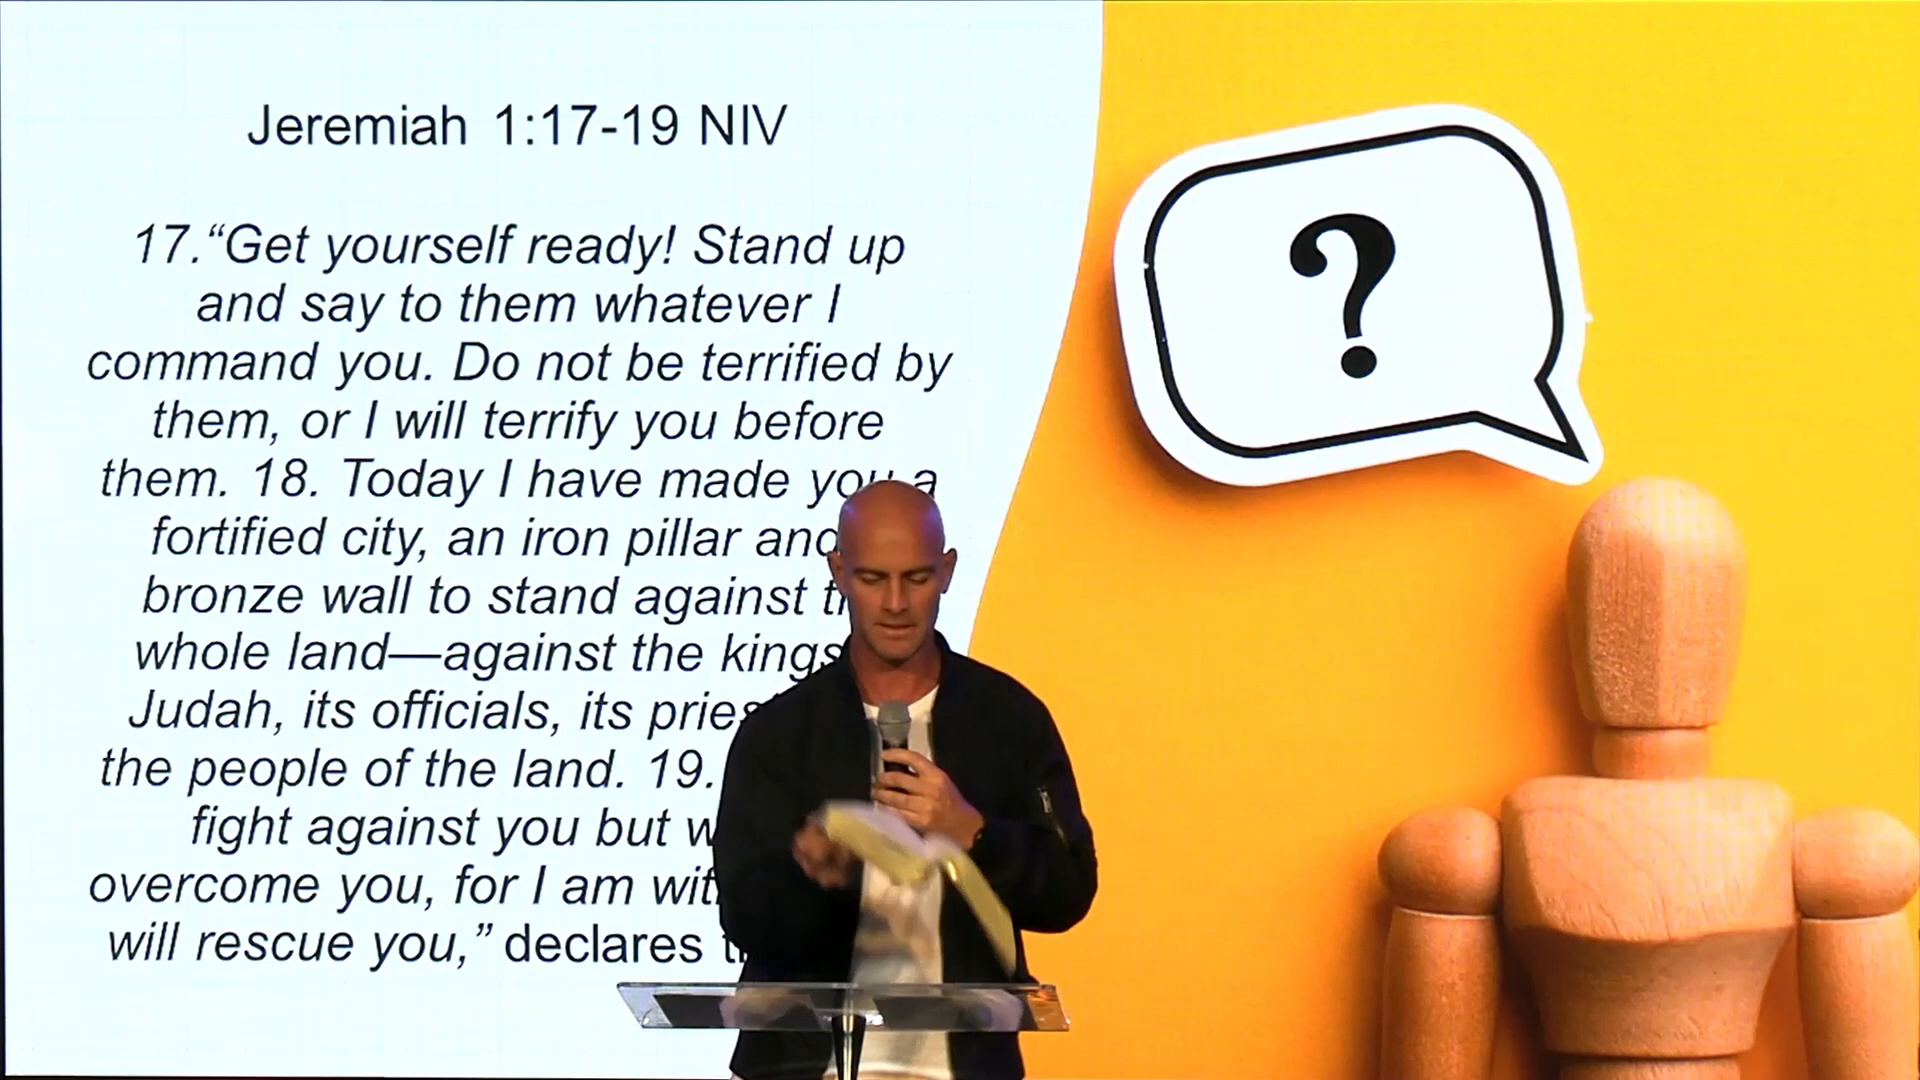 Jeremiah 1:17-19 NIV
17.“Get yourself ready! Stand up
and say to them whatever I
command you. Do not be terrified by
them, or I will terrify you before
them. 18. Today I have made you a
fortified city, an iron pillar and
bronze wall to stand against
whole land—against the kings
Judah, its officials, its
the people of the land. 19.
fight against you but
overcome you, for I am
will rescue you,” declares
?